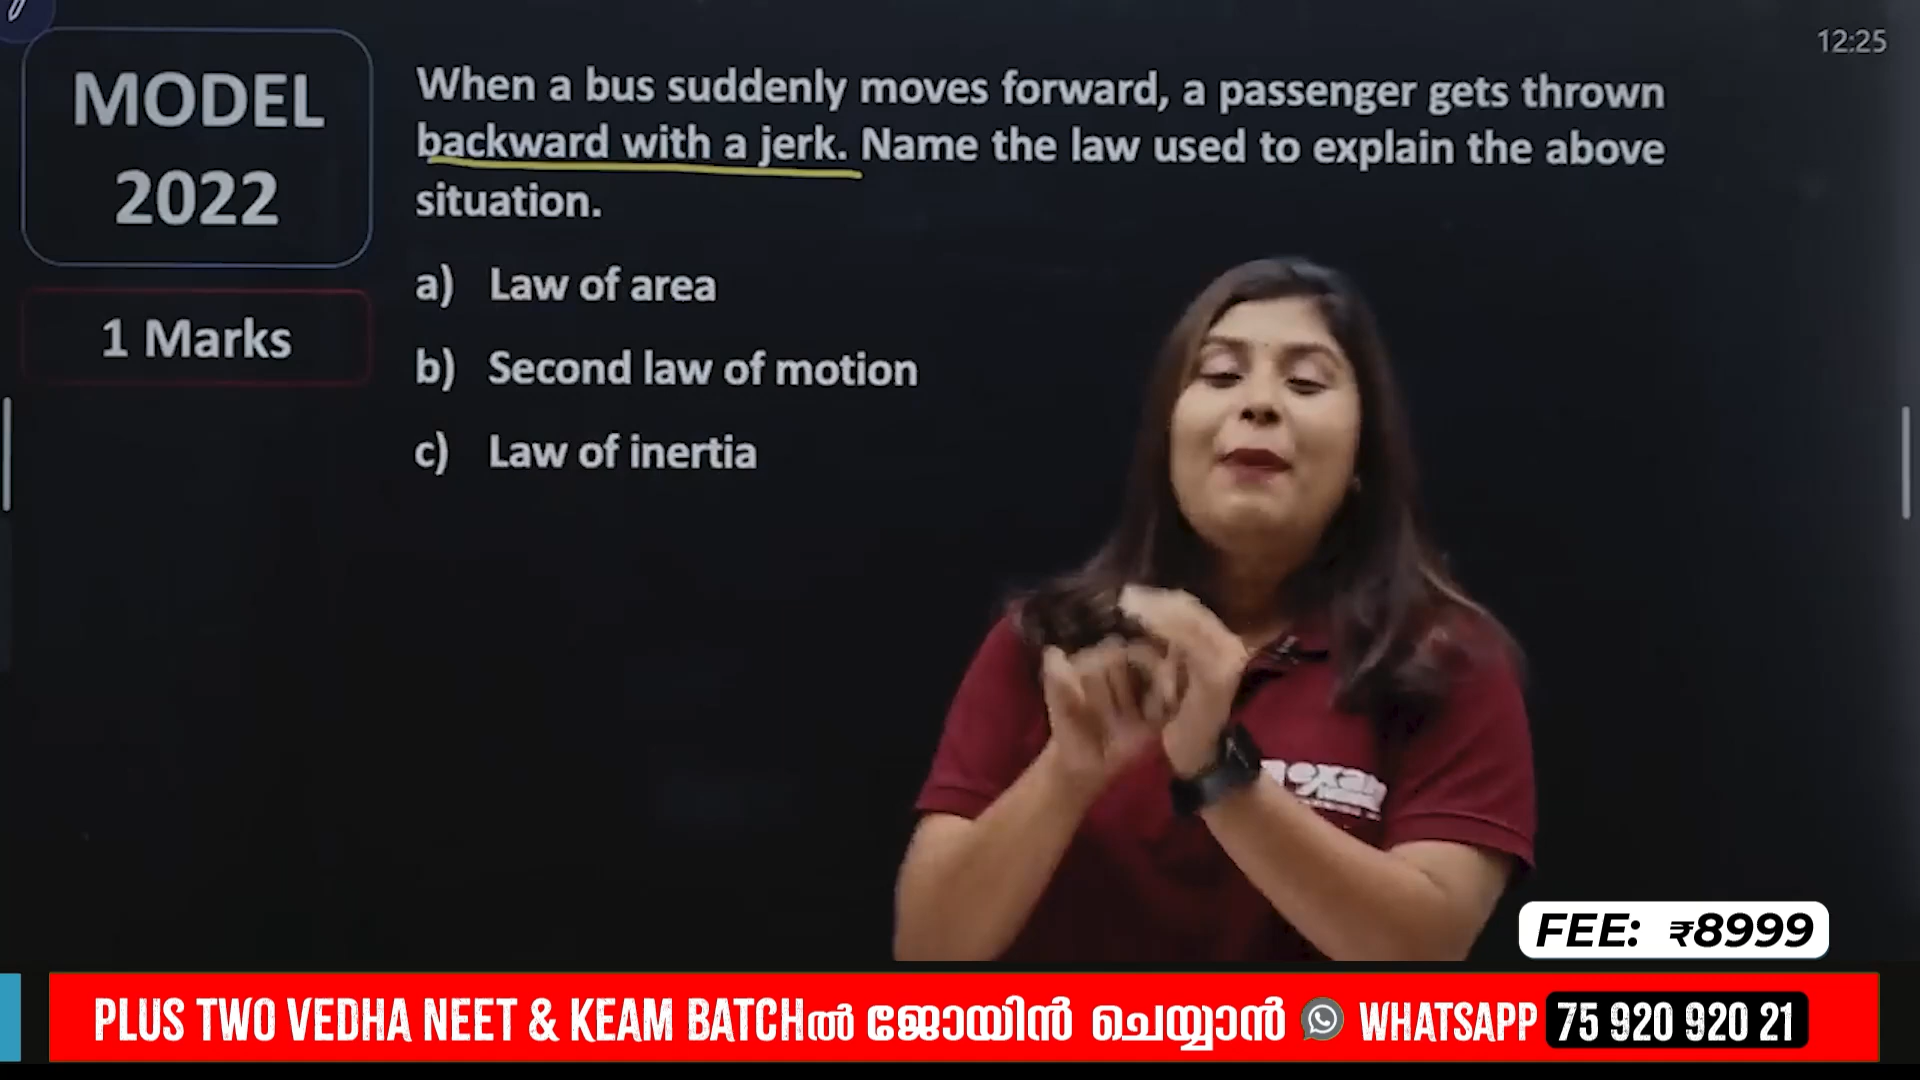 12:25
MODEL
2022
1 Marks
When a bus suddenly moves forward, a passenger gets thrown
backward with a jerk. Name the law used to explain the above
situation.
a) Law of area
b) Second law of motion
c) Law of inertia
FEE: ₹8999
PLUS TWO VEDHA NEET & KEAM BATCHൽ ജോയിൻ ചെയ്യാൻ WHATSAPP 75 920 920 21